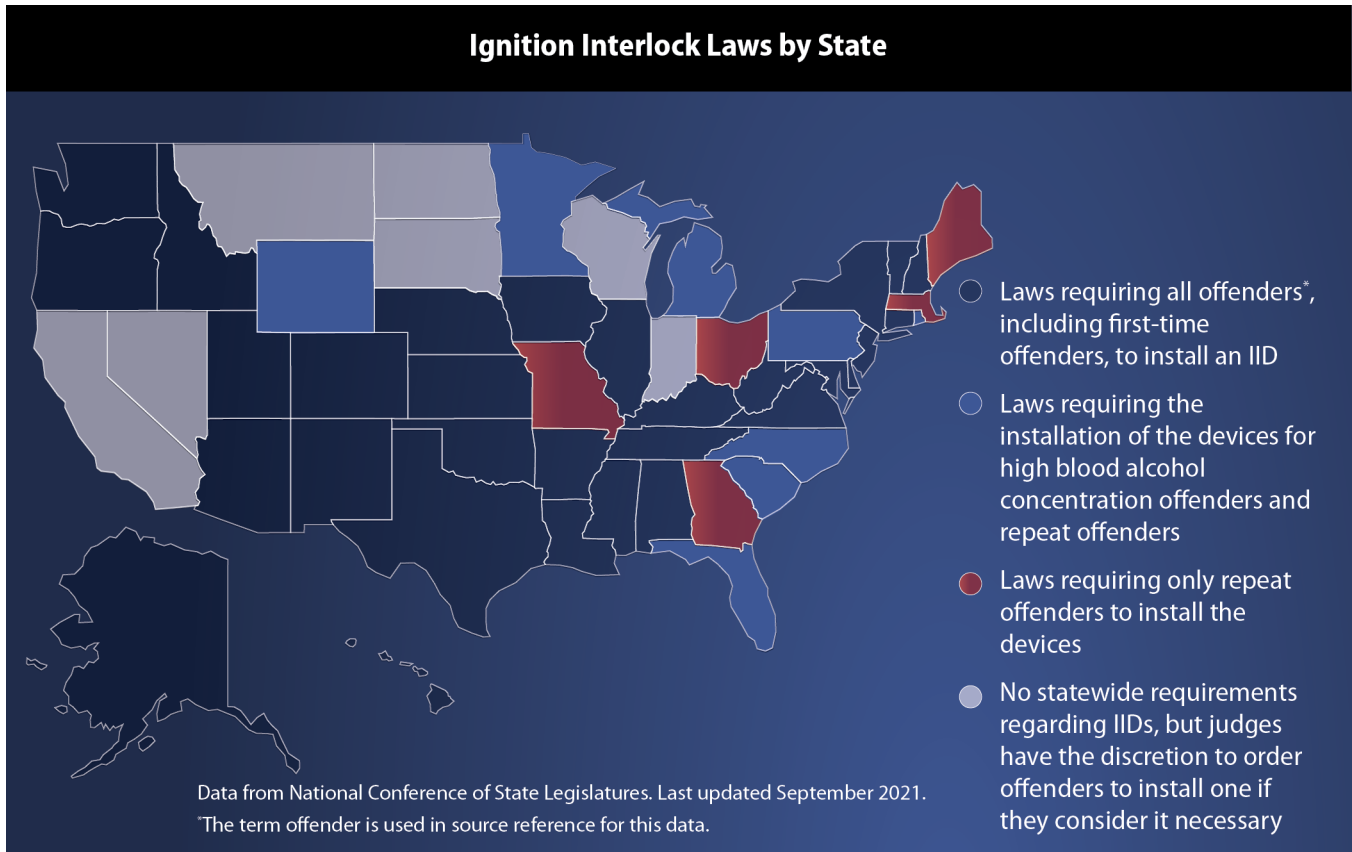 Ignition Interlock Laws by State
Laws requiring all offenders*,
including first-time
offenders, to install an IID
Laws requiring the
installation of the devices for
high blood alcohol
concentration offenders and
repeat offenders
Laws requiring only repeat
offenders to install the
devices
No statewide requirements
regarding IIDs, but judges
have the discretion to order
offenders to install one if
they consider it necessary
Data from National Conference of State Legislatures. Last updated September 2021.
*The term offender is used in source reference for this data.